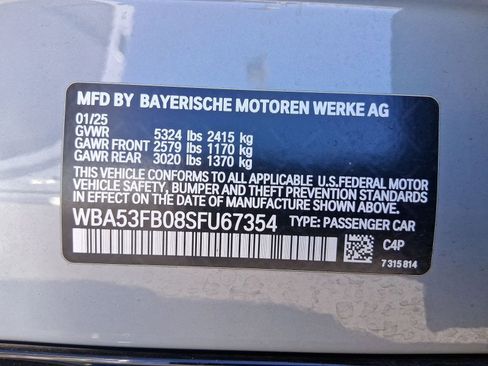 MFD BY BAYERISCHE MOTOREN WERKE AG
01/25
GVWR 5324 lbs 2415 kg
GAWR FRONT 2579 lbs 1170 kg
GAWR REAR 3020 lbs 1370 kg
THIS VEHICLE CONFORMS TO ALL APPLICABLE U.S.FEDERAL MOTOR
VEHICLE SAFETY, BUMPER, AND THEFT PREVENTION STANDARDS
IN EFFECT ON THE DATE OF MANUFACTURE SHOWN ABOVE.
WBA53FB08SFU67354 TYPE: PASSENGER CAR
C4P
7 315 814